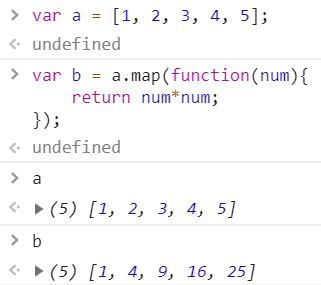 > var a = [1, 2, 3, 4, 5];
< undefined
> var b = a.map(function(num){
return num*num;
});
< undefined
> a
< ▶ (5) [1, 2, 3, 4, 5]
> b
< ▶ (5) [1, 4, 9, 16, 25]